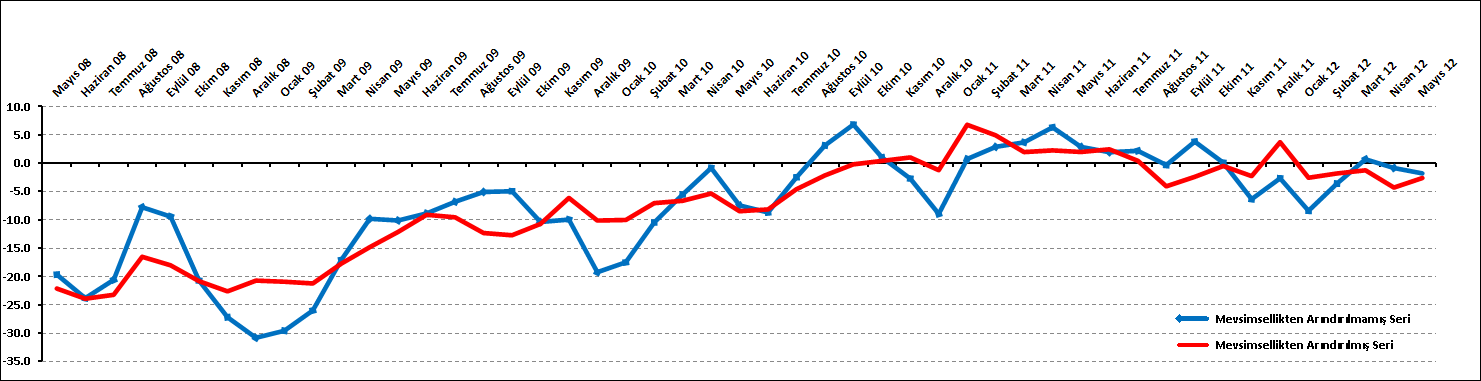 Mayıs 08
Haziran 08
Temmuz 08
Ağustos 08
Eylül 08
Ekim 08
Kasım 08
Aralık 08
Ocak 09
Şubat 09
Mart 09
Nisan 09
Mayıs 09
Haziran 09
Temmuz 09
Ağustos 09
Eylül 09
Ekim 09
Kasım 09
Aralık 09
Ocak 10
Şubat 10
Mart 10
Nisan 10
Mayıs 10
Haziran 10
Temmuz 10
Ağustos 10
Eylül 10
Ekim 10
Kasım 10
Aralık 10
Ocak 11
Şubat 11
Mart 11
Nisan 11
Mayıs 11
Haziran 11
Temmuz 11
Ağustos 11
Eylül 11
Ekim 11
Kasım 11
Aralık 11
Ocak 12
Şubat 12
Mart 12
Nisan 12
Mayıs 12
10.0
5.0
0.0
-5.0
-10.0
-15.0
-20.0
-25.0
-30.0
-35.0
Mevsimsellikten Arındırılmamış Seri
Mevsimsellikten Arındırılmış Seri